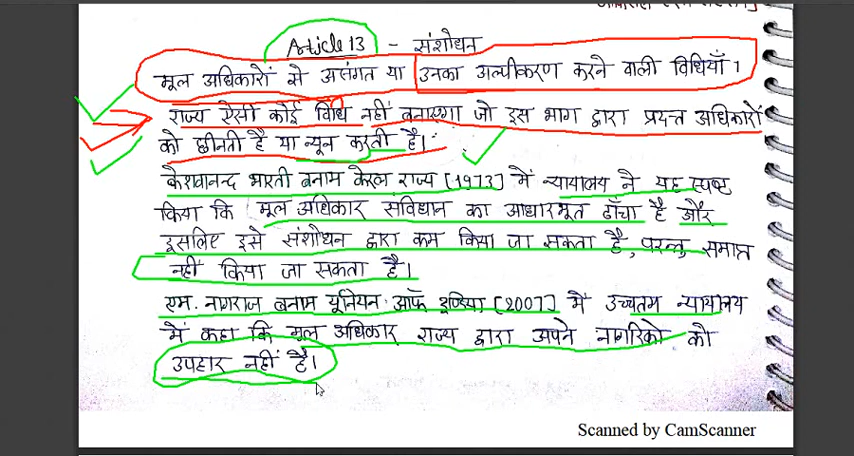 Article 13 - संशोधन
मूल अधिकारों से असंगत या उनका अल्पीकरण करने वाली विधियाँ।
राज्य ऐसी कोई विधि नहीं बनाएगा जो इस भाग द्वारा प्रदत्त अधिकारों
को छीनती है या न्यून करती है।
केशवानन्द भारती बनाम केरल राज्य [1973] में न्यायालय ने यह स्पष्ट
किया कि मूल अधिकार संविधान का आधारभूत ढाँचा है और
इसलिए इसे संशोधन द्वारा कम किया जा सकता है, परन्तु समाप्त
नहीं किया जा सकता है।
एम. नागराज बनाम यूनियन ऑफ इण्डिया [2007] में उच्चतम न्यायालय
में कहा कि मूल अधिकार राज्य द्वारा अपने नागरिको को
उपहार नहीं है।
Scanned by CamScanner